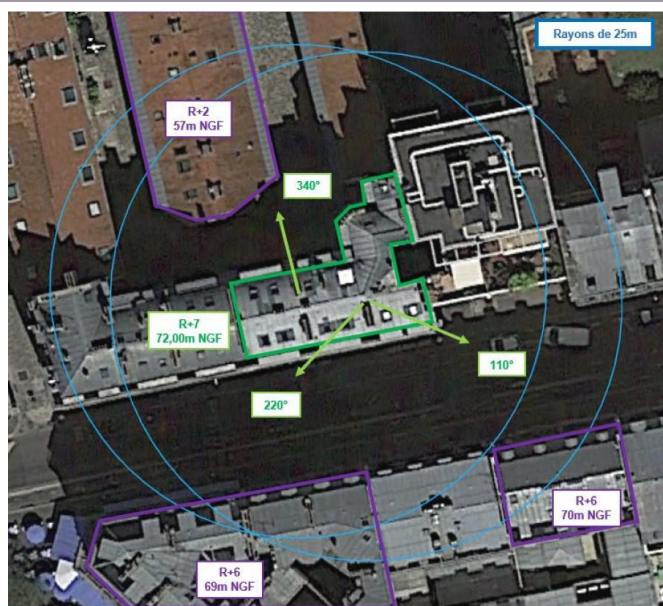 Rayons de 25m
R+2
57m NGF
340°
R+7
72,00m NGF
110°
220°
R+6
70m NGF
R+6
69m NGF